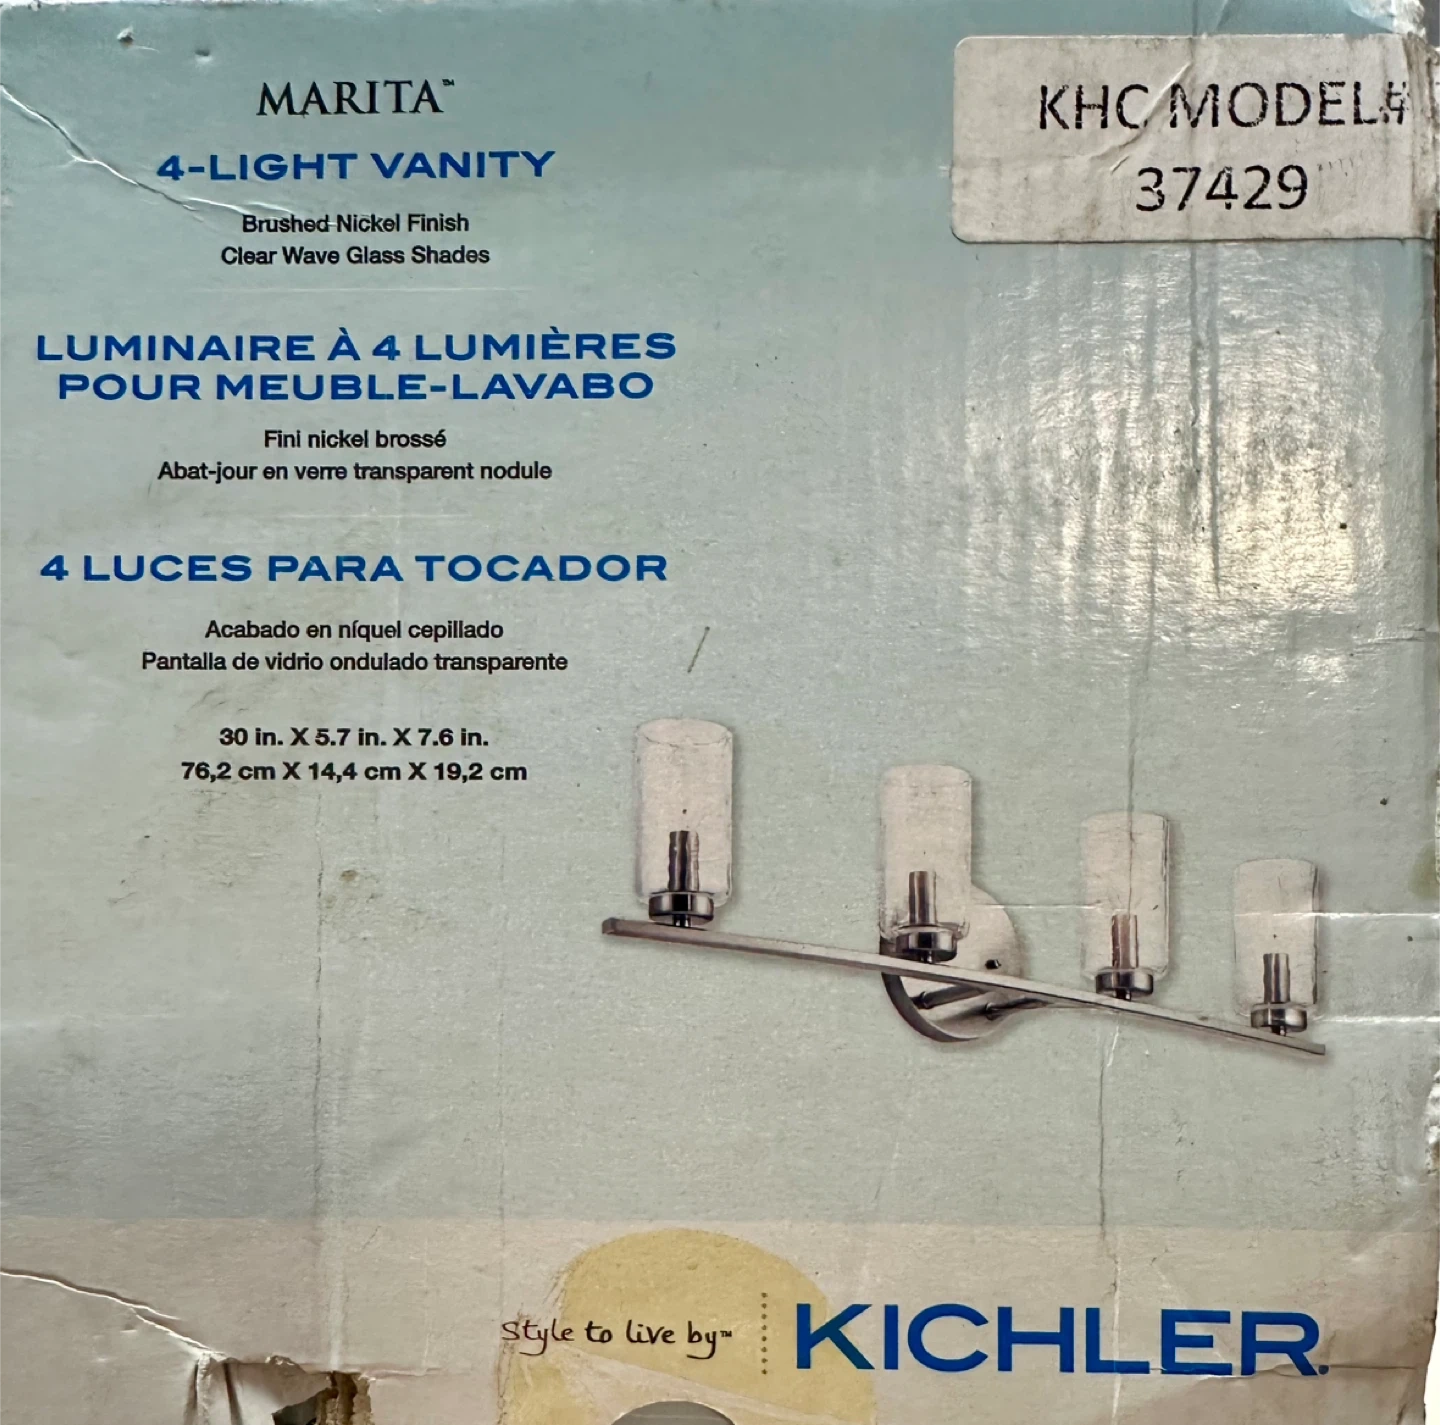 MARITA™
4-LIGHT VANITY
Brushed Nickel Finish
Clear Wave Glass Shades
LUMINAIRE À 4 LUMIÈRES
POUR MEUBLE-LAVABO
Fini nickel brossé
Abat-jour en verre transparent nodule
4 LUCES PARA TOCADOR
Acabado en níquel cepillado
Pantalla de vidrio ondulado transparente
30 in. X 5.7 in. X 7.6 in.
76,2 cm X 14,4 cm X 19,2 cm
KHC MODEL#
37429
Style to live by™
KICHLER.